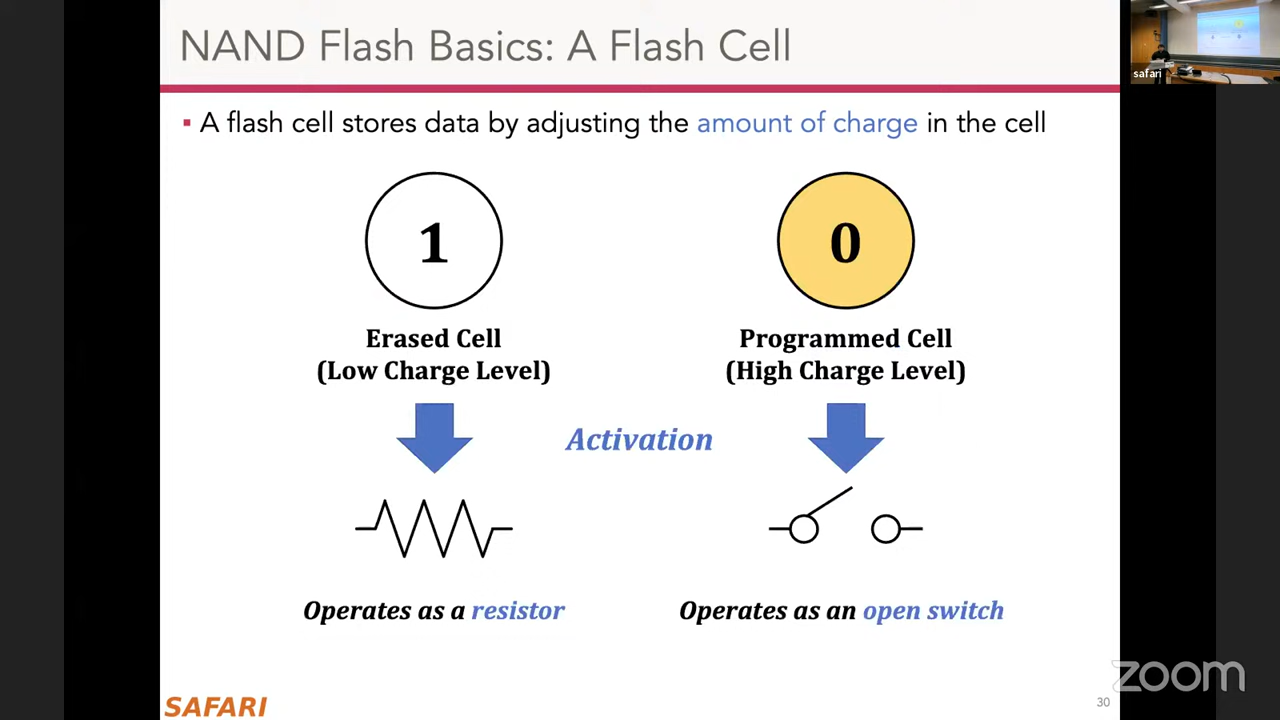 NAND Flash Basics: A Flash Cell
safari
▪ A flash cell stores data by adjusting the amount of charge in the cell
1
0
Erased Cell
(Low Charge Level)
Programmed Cell
(High Charge Level)
Activation
Operates as a resistor
Operates as an open switch
SAFARI
30
zoom